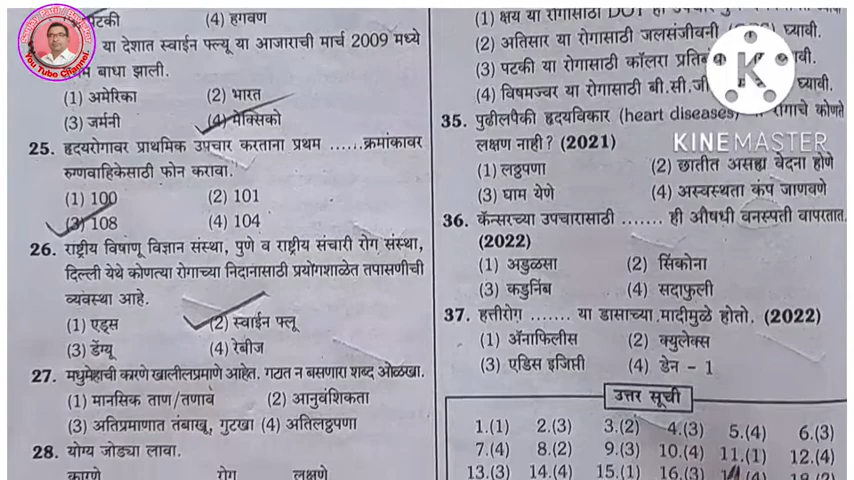 पटकी (4) हगवण
या देशात स्वाईन फ्ल्यू या आजाराची मार्च 2009 मध्ये
बाधा झाली.
(1) अमेरिका (2) भारत
(3) जर्मनी (4) मेक्सिको
25. हृदयरोगावर प्राथमिक उपचार करताना प्रथम ......क्रमांकावर
रुग्णवाहिकेसाठी फोन करावा.
(1) 100 (2) 101
(3) 108 (4) 104
26. राष्ट्रीय विषाणू विज्ञान संस्था, पुणे व राष्ट्रीय संचारी रोग संस्था,
दिल्ली येथे कोणत्या रोगाच्या निदानासाठी प्रयोगशाळेत तपासणीची
व्यवस्था आहे.
(1) एड्स (2) स्वाईन फ्लू
(3) डेंग्यू (4) रेबीज
27. मधुमेहाची कारणे खालीलप्रमाणे आहेत. गटात न बसणारा शब्द ओळखा.
(1) मानसिक ताण/तणाव (2) आनुवंशिकता
(3) अतिप्रमाणात तंबाखू, गुटखा (4) अतिलठ्ठपणा
28. योग्य जोड्या लावा.
कारणे रोग लक्षणे
(1) क्षय या रोगासाठी DOT
(2) अतिसार या रोगासाठी जलसंजीवनी घ्यावी.
(3) पटकी या रोगासाठी कॉलरा
(4) विषमज्वर या रोगासाठी बी.सी.जी घ्यावी.
35. पुढीलपैकी हृदयविकार (heart diseases) रोगाचे कोणते
लक्षण नाही? (2021)
(1) लठ्ठपणा (2) छातीत असह्य वेदना होणे
(3) घाम येणे (4) अस्वस्थता कंप जाणवणे
36. कॅन्सरच्या उपचारासाठी ....... ही औषधी वनस्पती वापरतात.
(2022)
(1) अडुळसा (2) सिंकोना
(3) कडुनिंब (4) सदाफुली
37. हत्तीरोग ....... या डासाच्या मादीमुळे होतो. (2022)
(1) ॲनाफिलीस (2) क्युलेक्स
(3) एडिस इजिप्ती (4) डेन - 1
उत्तर सूची
1.(1) 2.(3) 3.(2) 4.(3) 5.(4) 6.(3)
7.(4) 8.(2) 9.(3) 10.(4) 11.(1) 12.(4)
13.(3) 14.(4) 15.(1) 16.(3) (4) 18.(2)
You Tube Channel.
KINEMASTER